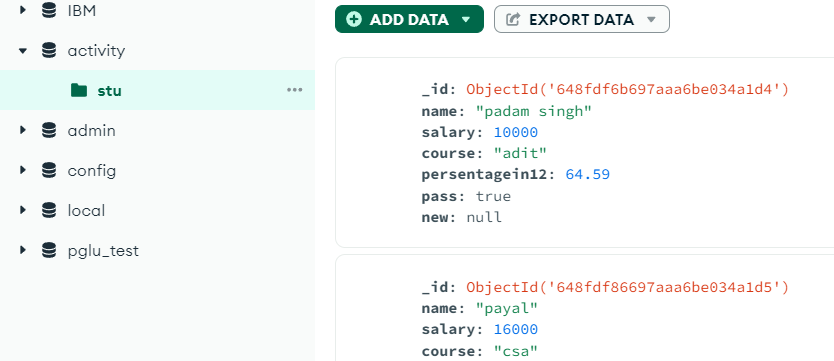 IBM
activity
stu
admin
config
local
pglu_test
ADD DATA
EXPORT DATA
_id: ObjectId('648fdf6b697aaa6be034a1d4')
name: "padam singh"
salary: 10000
course: "adit"
persentagein12: 64.59
pass: true
new: null
_id: ObjectId('648fdf86697aaa6be034a1d5')
name: "payal"
salary: 16000
course: "csa"